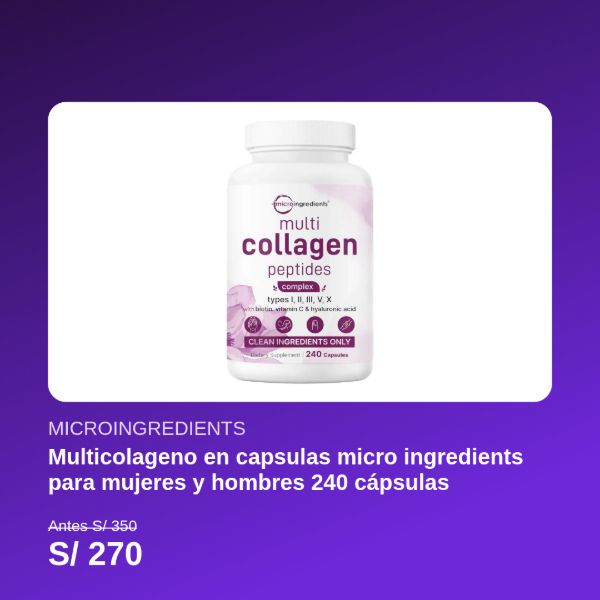 microingredients
multi
collagen
peptides
complex
types I, II, III, V, X
with biotin, vitamin C & hyaluronic acid
CLEAN INGREDIENTS ONLY
Dietary Supplement | 240 Capsules
MICROINGREDIENTS
Multicolageno en capsulas micro ingredients
para mujeres y hombres 240 cápsulas
Antes S/ 350
S/ 270